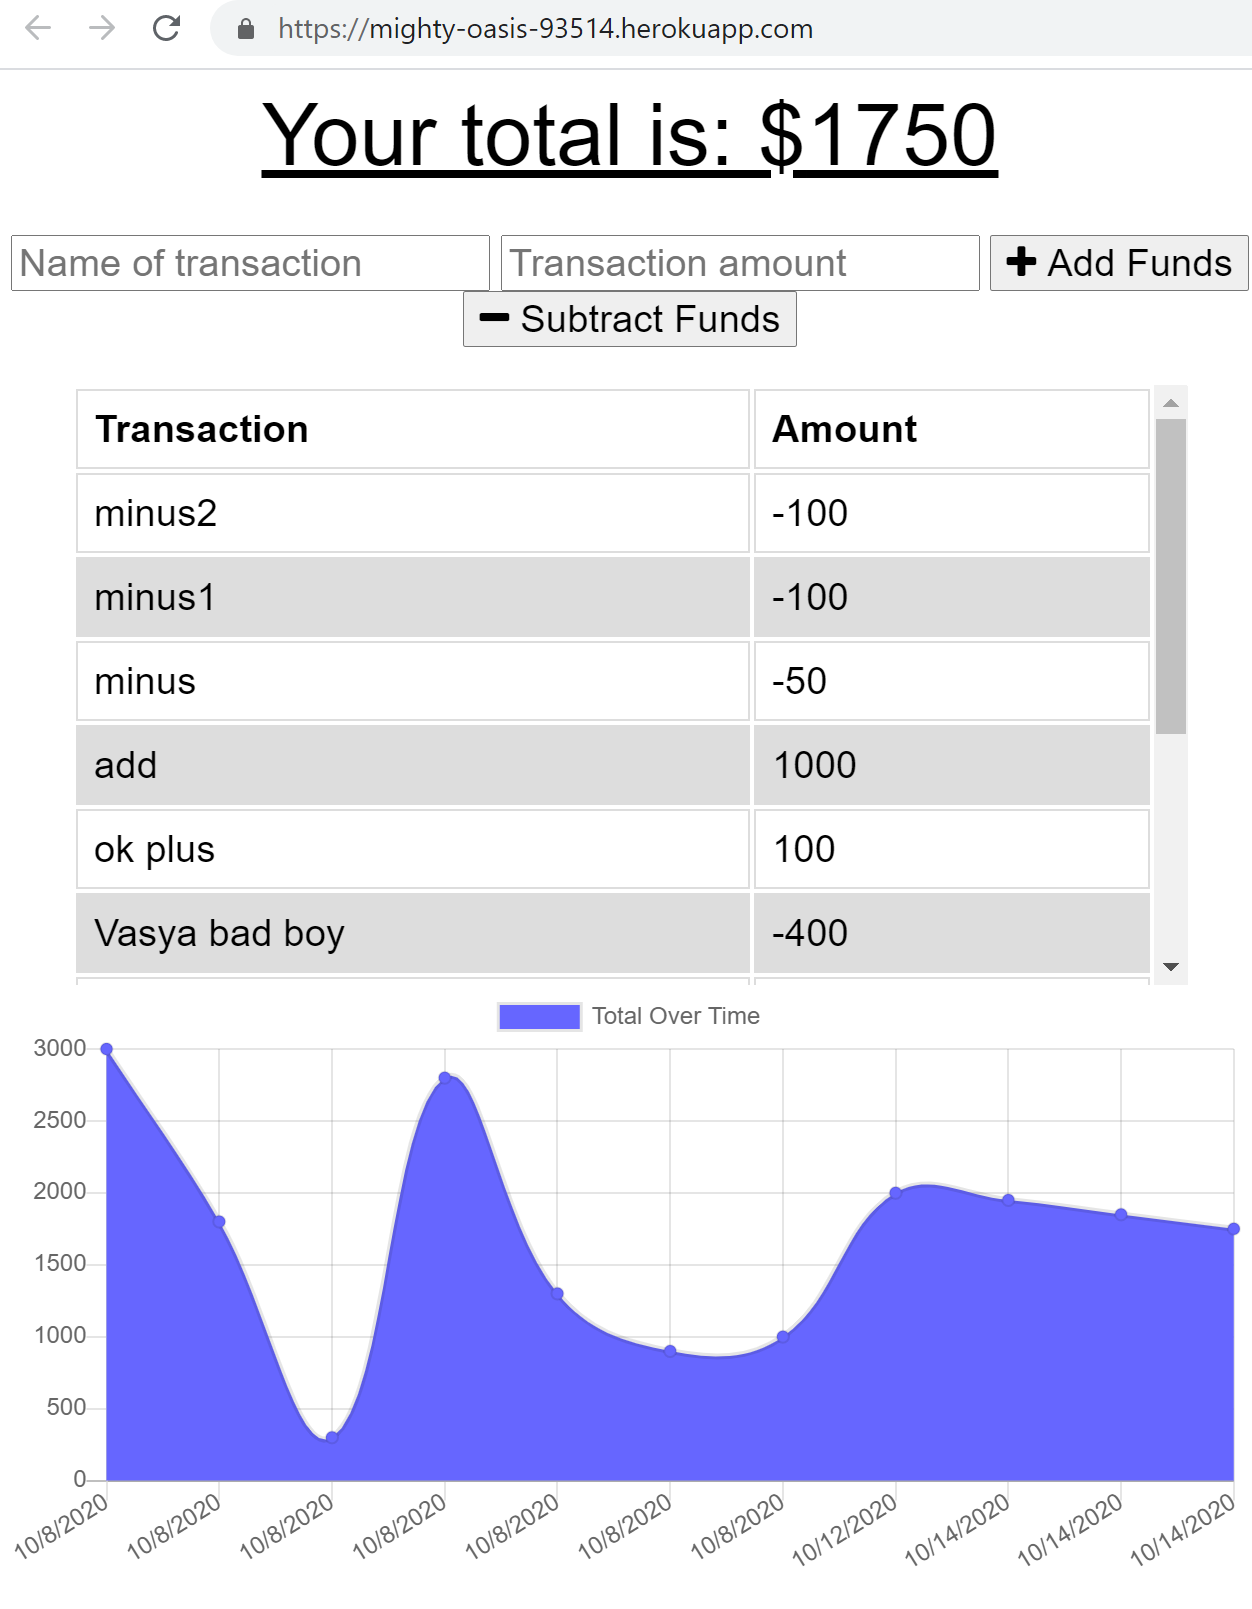 https://mighty-oasis-93514.herokuapp.com
Your total is: $1750
Name of transaction Transaction amount Add Funds
Subtract Funds
Transaction Amount
minus2 -100
minus1 -100
minus -50
add 1000
ok plus 100
Vasya bad boy -400
Total Over Time
3000
2500
2000
1500
1000
500
0
10/8/2020 10/8/2020 10/8/2020 10/8/2020 10/8/2020 10/8/2020 10/8/2020 10/12/2020 10/14/2020 10/14/2020 10/14/2020